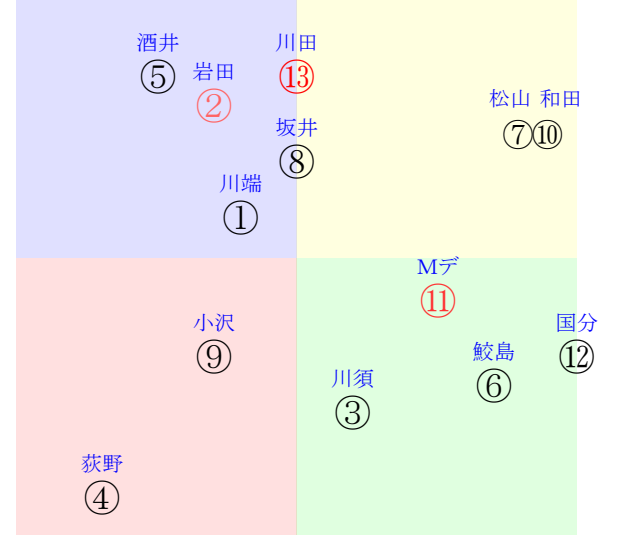 酒井 川田
⑤ 岩田 ⑬
②
松山 和田
⑦⑩
坂井
⑧
川端
①
Mデ
⑪
小沢 国分
⑨ ⑫
鮫島
⑥
川須
③
荻野
④